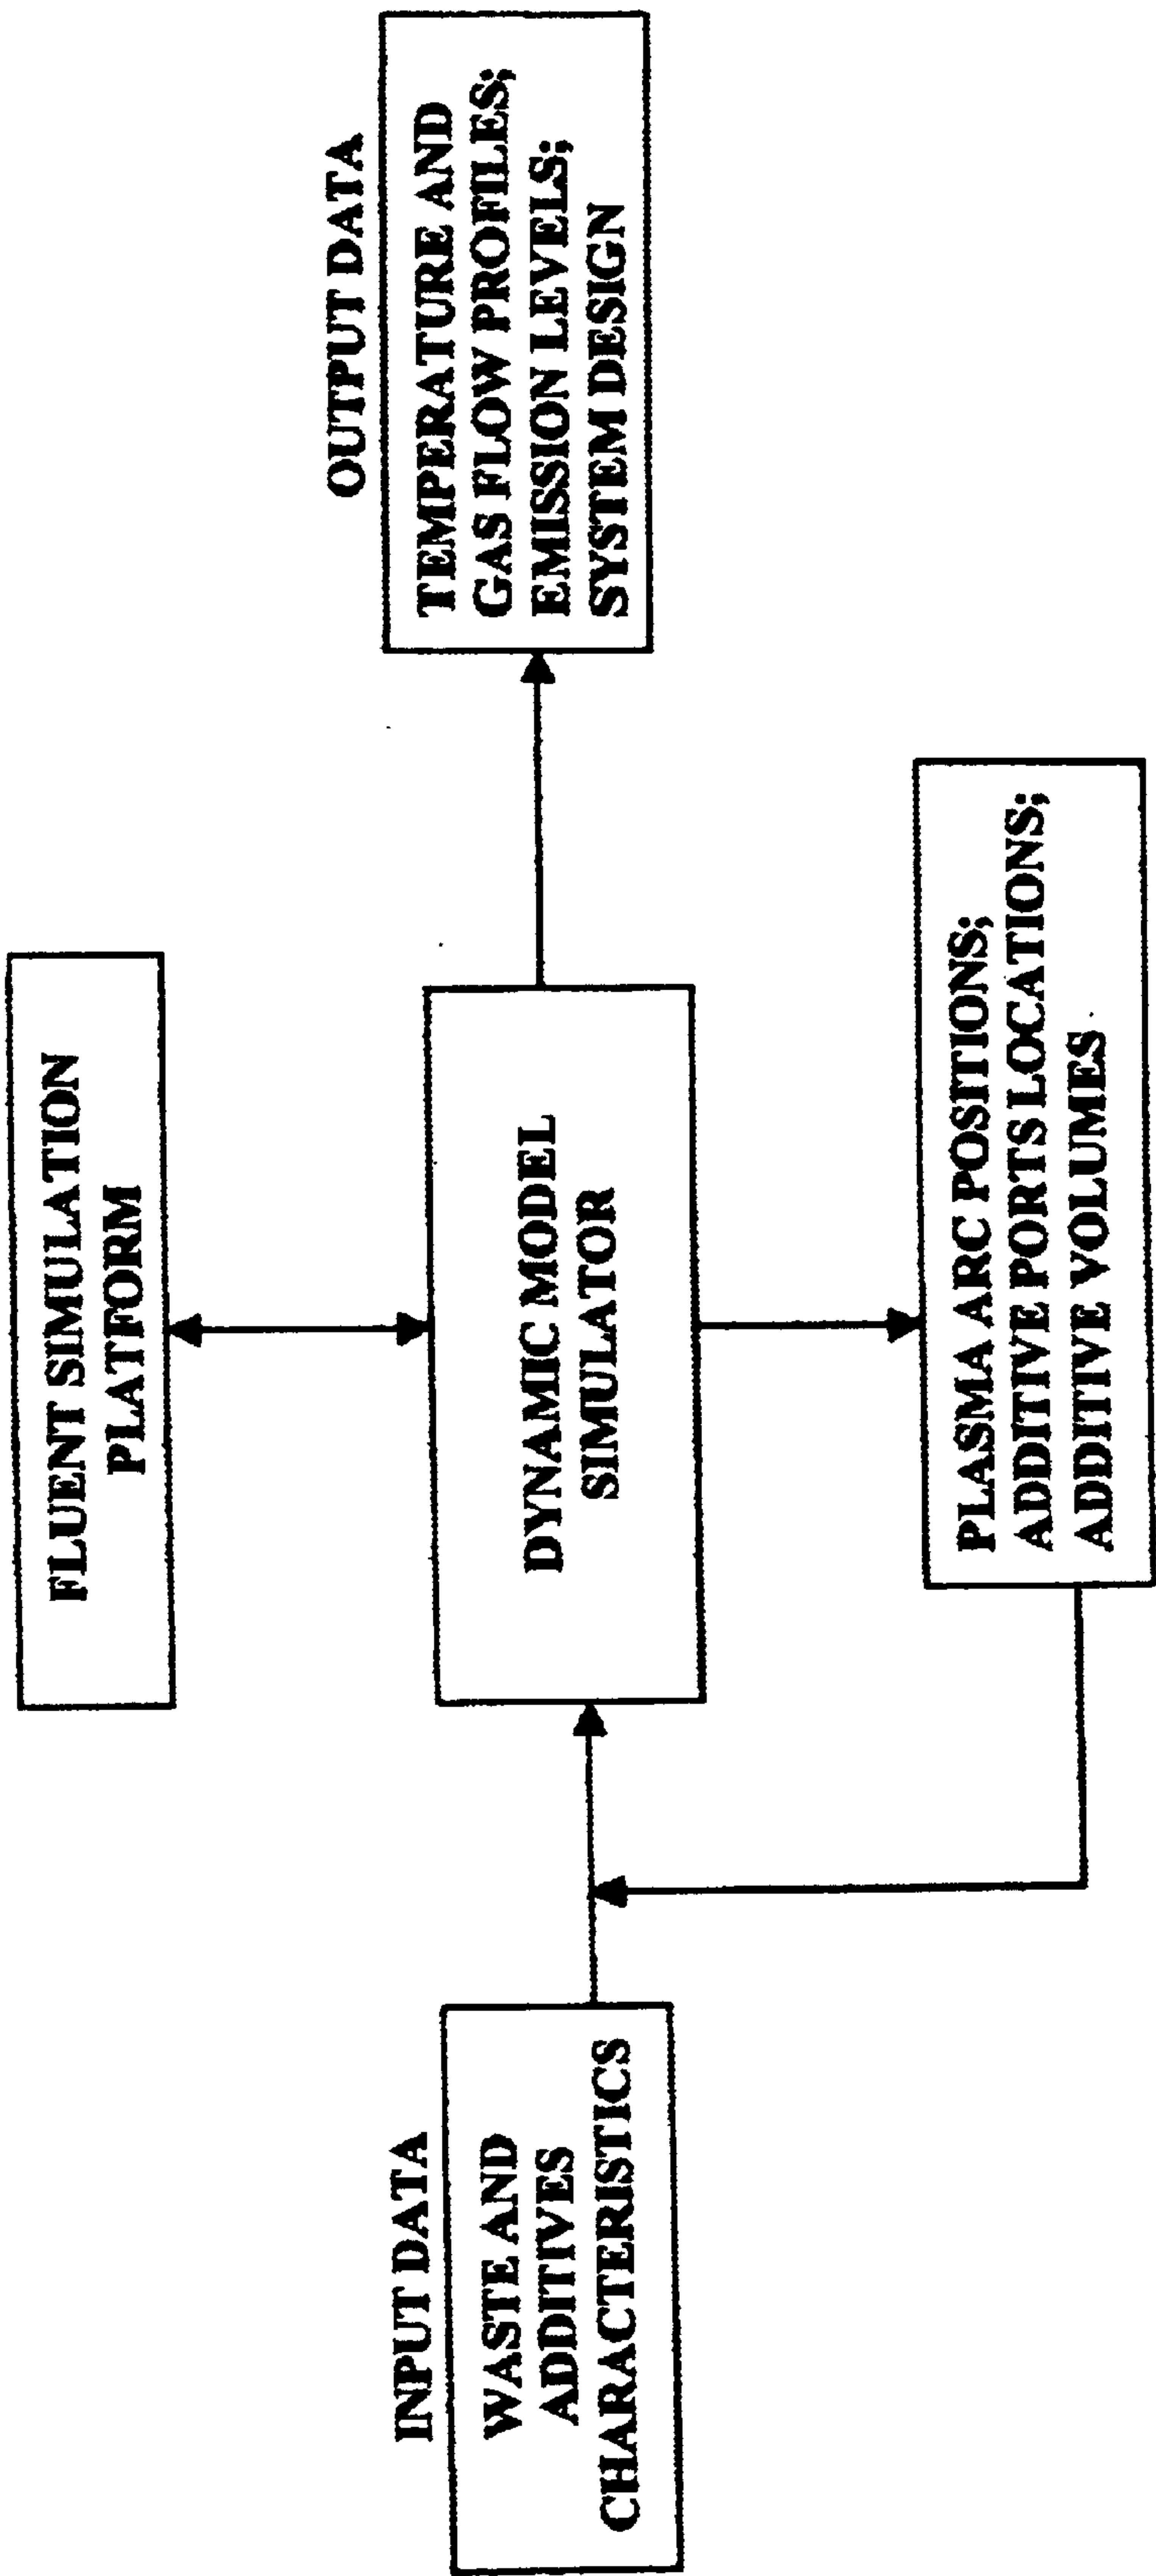 FLUENT SIMULATION
PLATFORM
INPUT DATA
WASTE AND
ADDITIVES
CHARACTERISTICS
DYNAMIC MODEL
SIMULATOR
OUTPUT DATA
TEMPERATURE AND
GAS FLOW PROFILES;
EMISSION LEVELS;
SYSTEM DESIGN
PLASMA ARC POSITIONS;
ADDITIVE PORTS LOCATIONS;
ADDITIVE VOLUMES